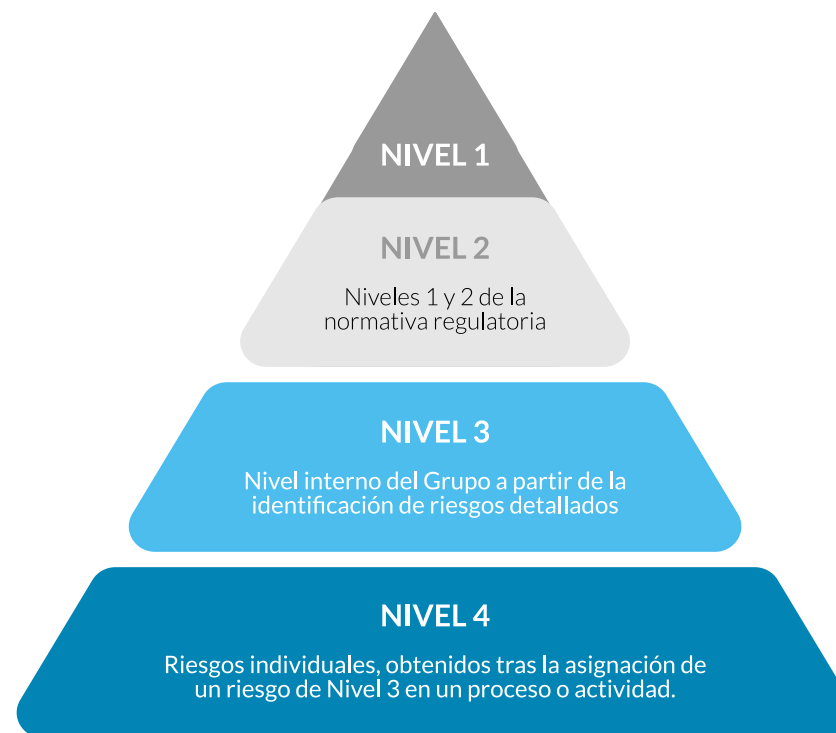 NIVEL 1
NIVEL 2
Niveles 1 y 2 de la
normativa regulatoria
NIVEL 3
Nivel interno del Grupo a partir de la
identificación de riesgos detallados
NIVEL 4
Riesgos individuales, obtenidos tras la asignación de
un riesgo de Nivel 3 en un proceso o actividad.